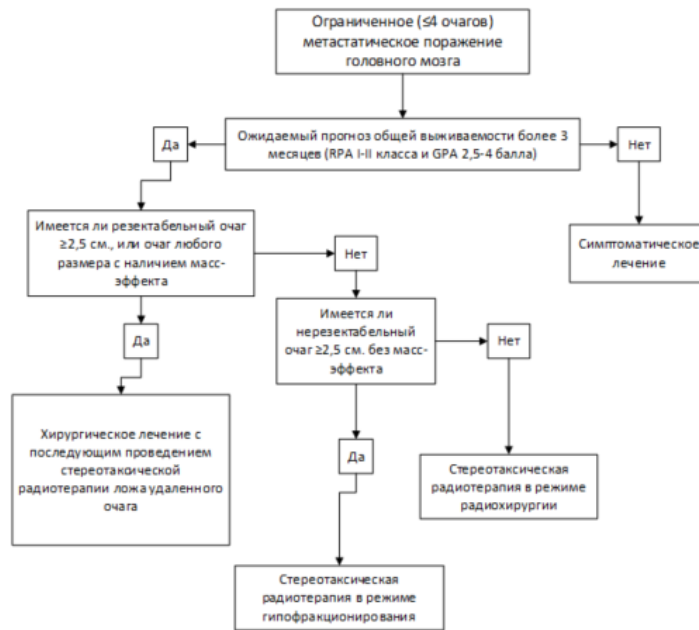 Ограниченное (≤4 очагов)
метастатическое поражение
головного мозга
Да
Ожидаемый прогноз общей выживаемости более 3
месяцев (RPA I-II класса и GPA 2,5-4 балла)
Нет
Имеется ли резектабельный очаг
≥2,5 см., или очаг любого
размера с наличием масс-
эффекта
Нет
Симптоматическое
лечение
Да
Имеется ли
нерезектабельный
очаг ≥2,5 см. без масс-
эффекта
Нет
Хирургическое лечение с
последующим проведением
стереотаксической
радиотерапии ложа удаленного
очага
Да
Стереотаксическая
радиотерапия в режиме
радиохирургии
Стереотаксическая
радиотерапия в режиме
гипофракционирования